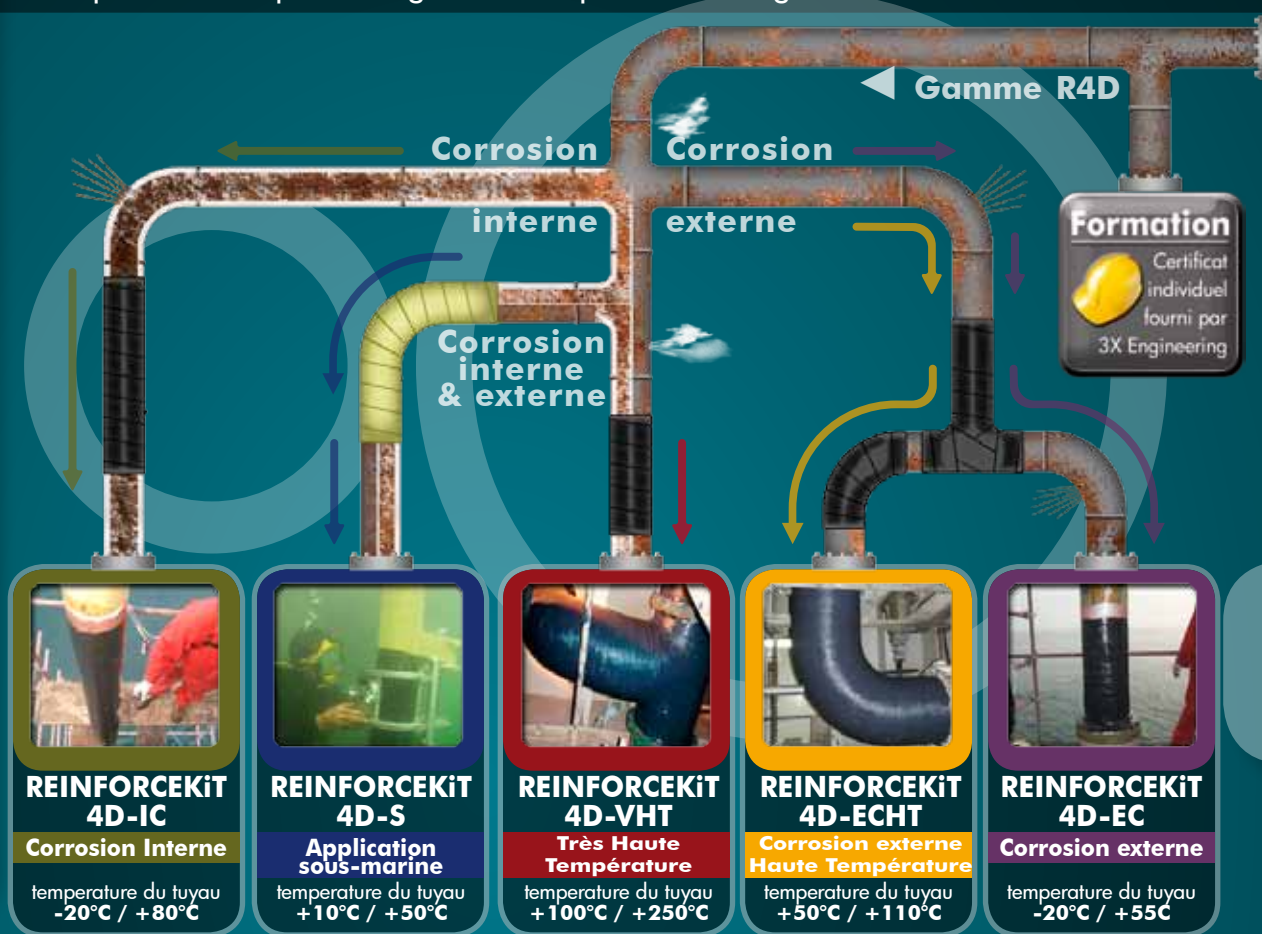 Gamme R4D
Corrosion
interne
Corrosion
externe
Formation
Certificat
individuel
fourni par
3X Engineering
Corrosion
interne
& externe
REINFORCEKiT
4D-IC
Corrosion Interne
temperature du tuyau
-20°C / +80°C
REINFORCEKiT
4D-S
Application
sous-marine
temperature du tuyau
+10°C / +50°C
REINFORCEKiT
4D-VHT
Très Haute
Température
temperature du tuyau
+100°C / +250°C
REINFORCEKiT
4D-ECHT
Corrosion externe
Haute Température
temperature du tuyau
+50°C / +110°C
REINFORCEKiT
4D-EC
Corrosion externe
temperature du tuyau
-20°C / +55C